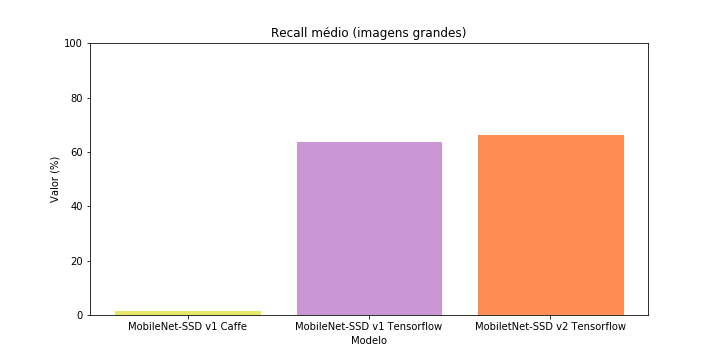 Recall médio (imagens grandes)
100
80
60
40
20
0
Valor (%)
MobileNet-SSD v1 Caffe
MobileNet-SSD v1 Tensorflow
MobiletNet-SSD v2 Tensorflow
Modelo